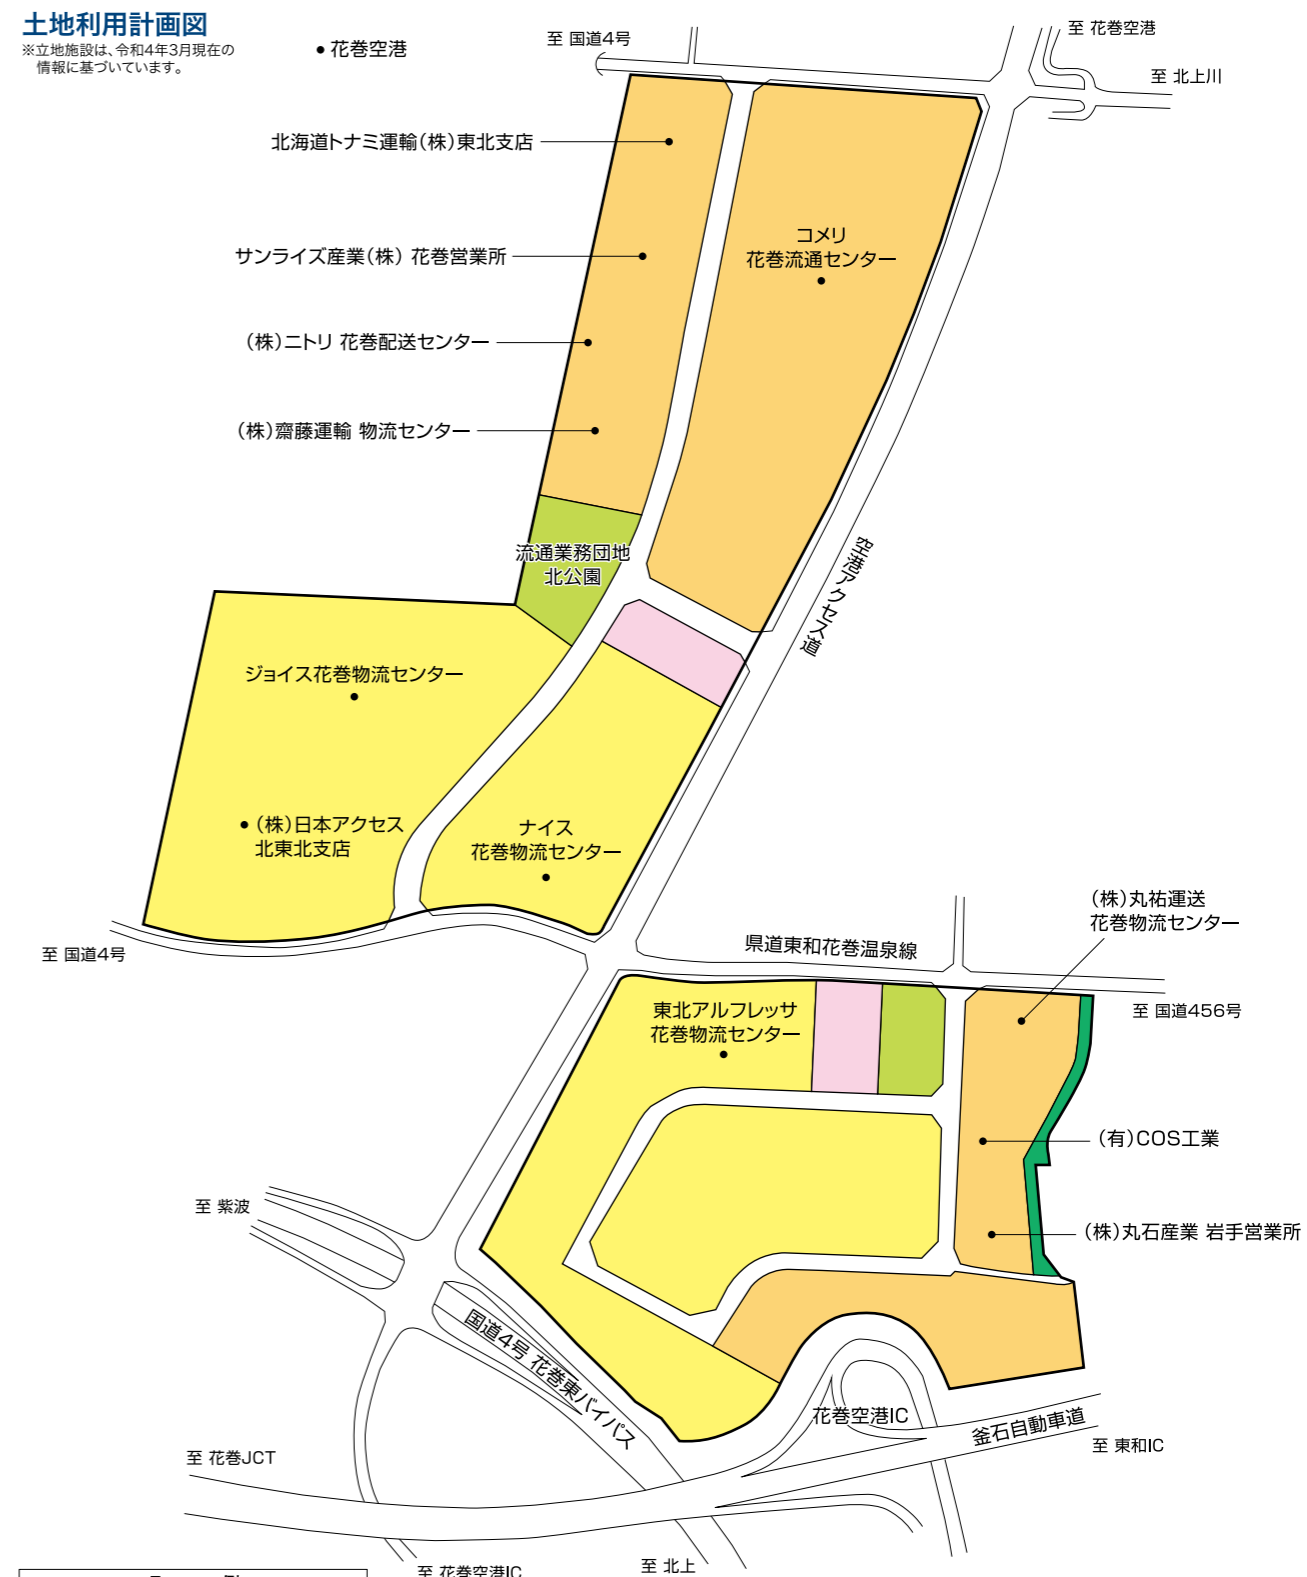 土地利用計画図
※立地施設は、令和4年3月現在の
情報に基づいています。
花巻空港
至 国道4号
至 花巻空港
至 北上川
北海道トナミ運輸(株)東北支店
サンライズ産業(株) 花巻営業所
(株)ニトリ 花巻配送センター
(株)齋藤運輸 物流センター
コメリ
花巻流通センター
流通業務団地
北公園
空港アクセス道
ジョイス花巻物流センター
(株)日本アクセス
北東北支店
ナイス
花巻物流センター
至 国道4号
県道東和花巻温泉線
(株)丸祐運送
花巻物流センター
至 国道456号
東北アルフレッサ
花巻物流センター
(有)COS工業
(株)丸石産業 岩手営業所
至 紫波
国道4号 花巻東バイパス
花巻空港IC
釜石自動車道
至 東和IC
至 花巻JCT
至 花巻空港IC
至 北上